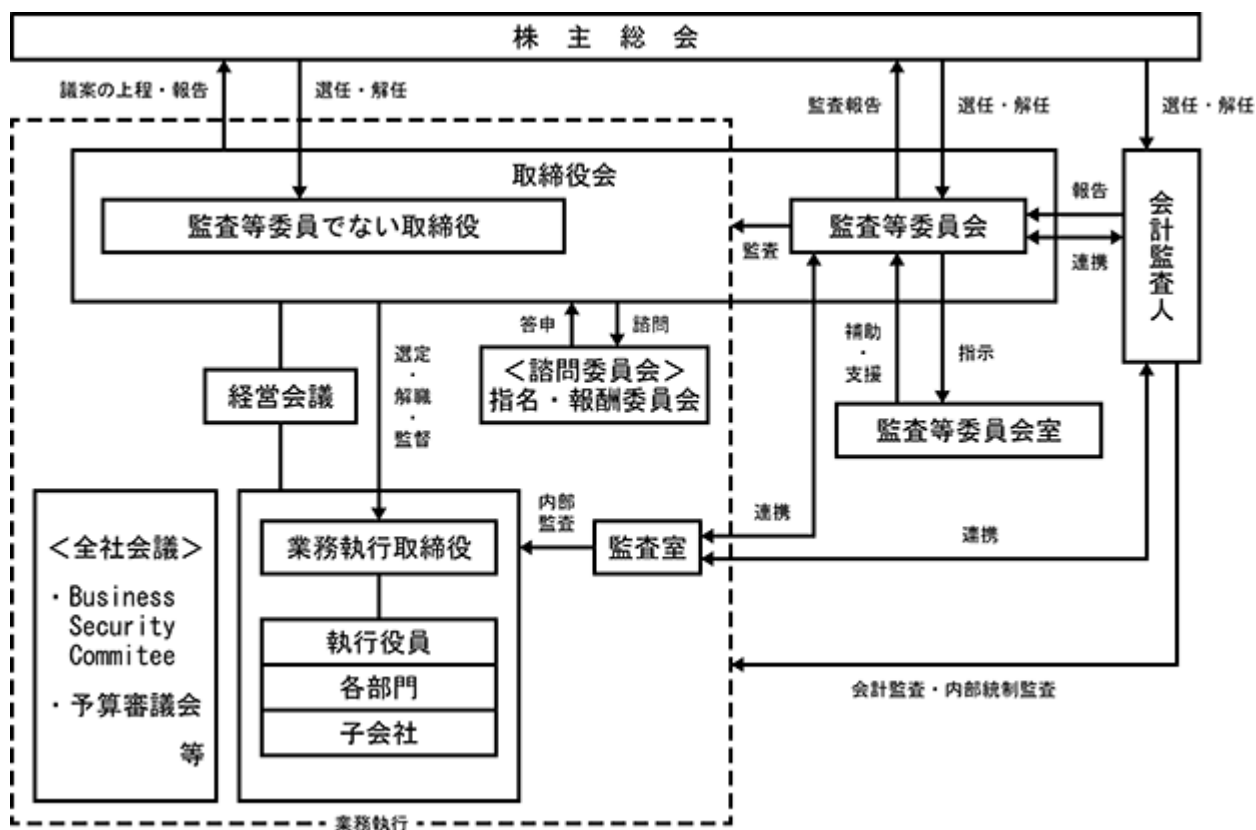 株主総会
議案の上程・報告
選任・解任
監査報告
選任・解任
選任・解任
取締役会
監査等委員でない取締役
監査
監査等委員会
報告
連携
会計監査人
答申
諮問
選定・解職・監督
経営会議
＜諮問委員会＞
指名・報酬委員会
補助・支援
指示
監査等委員会室
＜全社会議＞
・Business
Security
Commitee
・予算審議会
等
業務執行取締役
内部
監査
監査室
連携
連携
執行役員
各部門
子会社
会計監査・内部統制監査
業務執行